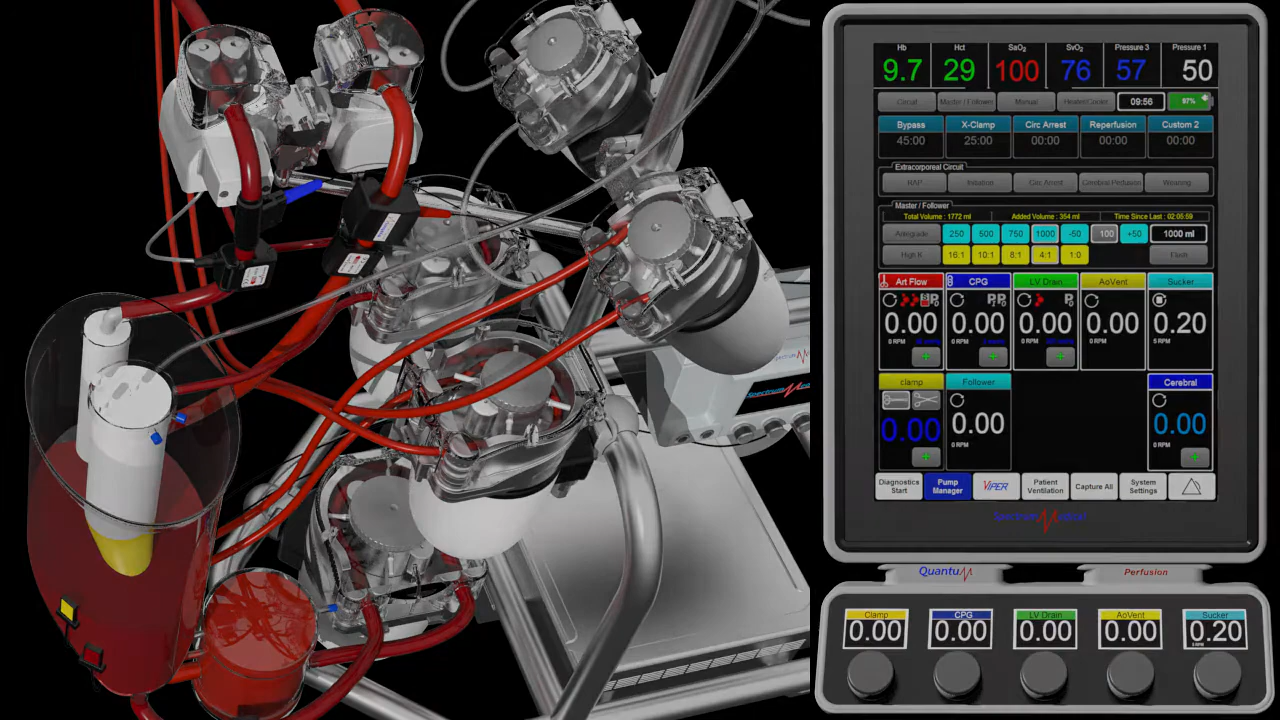 Hb Hct SaO₂ SvO₂ Pressure 3 Pressure 1
9.7 29 100 76 57 50
Circuit Master / Follower Manual Heater/Cooler 09:56 97%
Bypass X-Clamp Circ Arrest Reperfusion Custom 2
45:00 25:00 00:00 00:00 00:00
Extracorporeal Circuit
RAP Initiation Circ Arrest Cerebral Perfusion Weaning
Master / Follower
Total Volume : 1772 ml Added Volume : 354 ml Time Since Last : 02:05:59
Antegrade 250 500 750 1000 -50 100 +50 1000 ml
High K 16:1 10:1 8:1 4:1 1:0 Flush
Art Flow CPG LV Drain AoVent Sucker
0.00 0.00 0.00 0.00 0.20
0 RPM 0 RPM 0 RPM 0 RPM 5 RPM
+ + +
clamp Follower Cerebral
0.00 0.00 0.00
0 RPM 0 RPM
+ +
Diagnostics Start Pump Manager VIPER Patient Ventilation Capture All System Settings
Spectrum Medical
Quantum Perfusion
Clamp CPG LV Drain AoVent Sucker
0.00 0.00 0.00 0.00 0.20